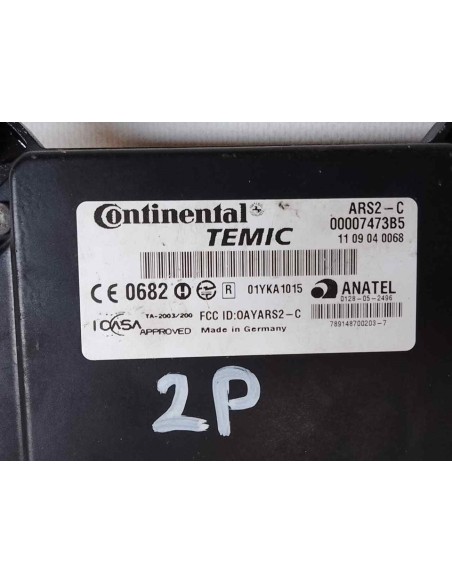 Continental ARS2-C
TEMIC 00007473B5
11 09 04 0068
CE 0682 R 01YKA1015 ANATEL
0128-05-2496
ICASA TA-2003/200 FCC ID:OAYARS2-C
APPROVED Made in Germany 789148700203-7
2P